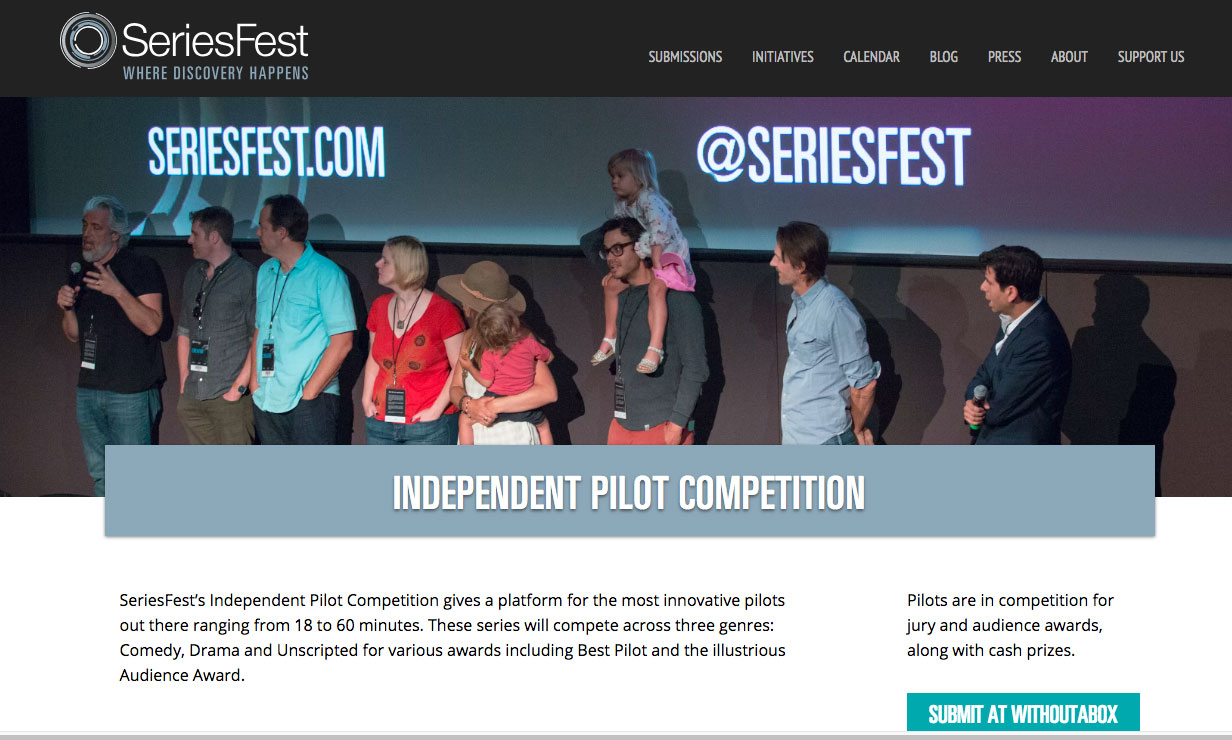 SeriesFest
WHERE DISCOVERY HAPPENS
SUBMISSIONS INITIATIVES CALENDAR BLOG PRESS ABOUT SUPPORT US
SERIESFEST.COM @SERIESFEST
INDEPENDENT PILOT COMPETITION
SeriesFest’s Independent Pilot Competition gives a platform for the most innovative pilots
out there ranging from 18 to 60 minutes. These series will compete across three genres:
Comedy, Drama and Unscripted for various awards including Best Pilot and the illustrious
Audience Award.
Pilots are in competition for
jury and audience awards,
along with cash prizes.
SUBMIT AT WITHOUTABOX